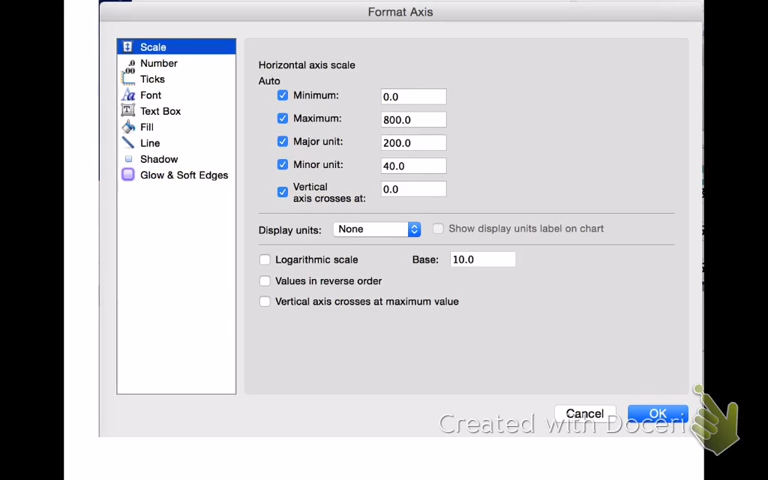 Format Axis
Scale
Number
Ticks
Font
Text Box
Fill
Line
Shadow
Glow & Soft Edges
Horizontal axis scale
Auto
Minimum: 0.0
Maximum: 800.0
Major unit: 200.0
Minor unit: 40.0
Vertical
axis crosses at: 0.0
Display units: None Show display units label on chart
Logarithmic scale Base: 10.0
Values in reverse order
Vertical axis crosses at maximum value
Cancel OK
Created with Doceri